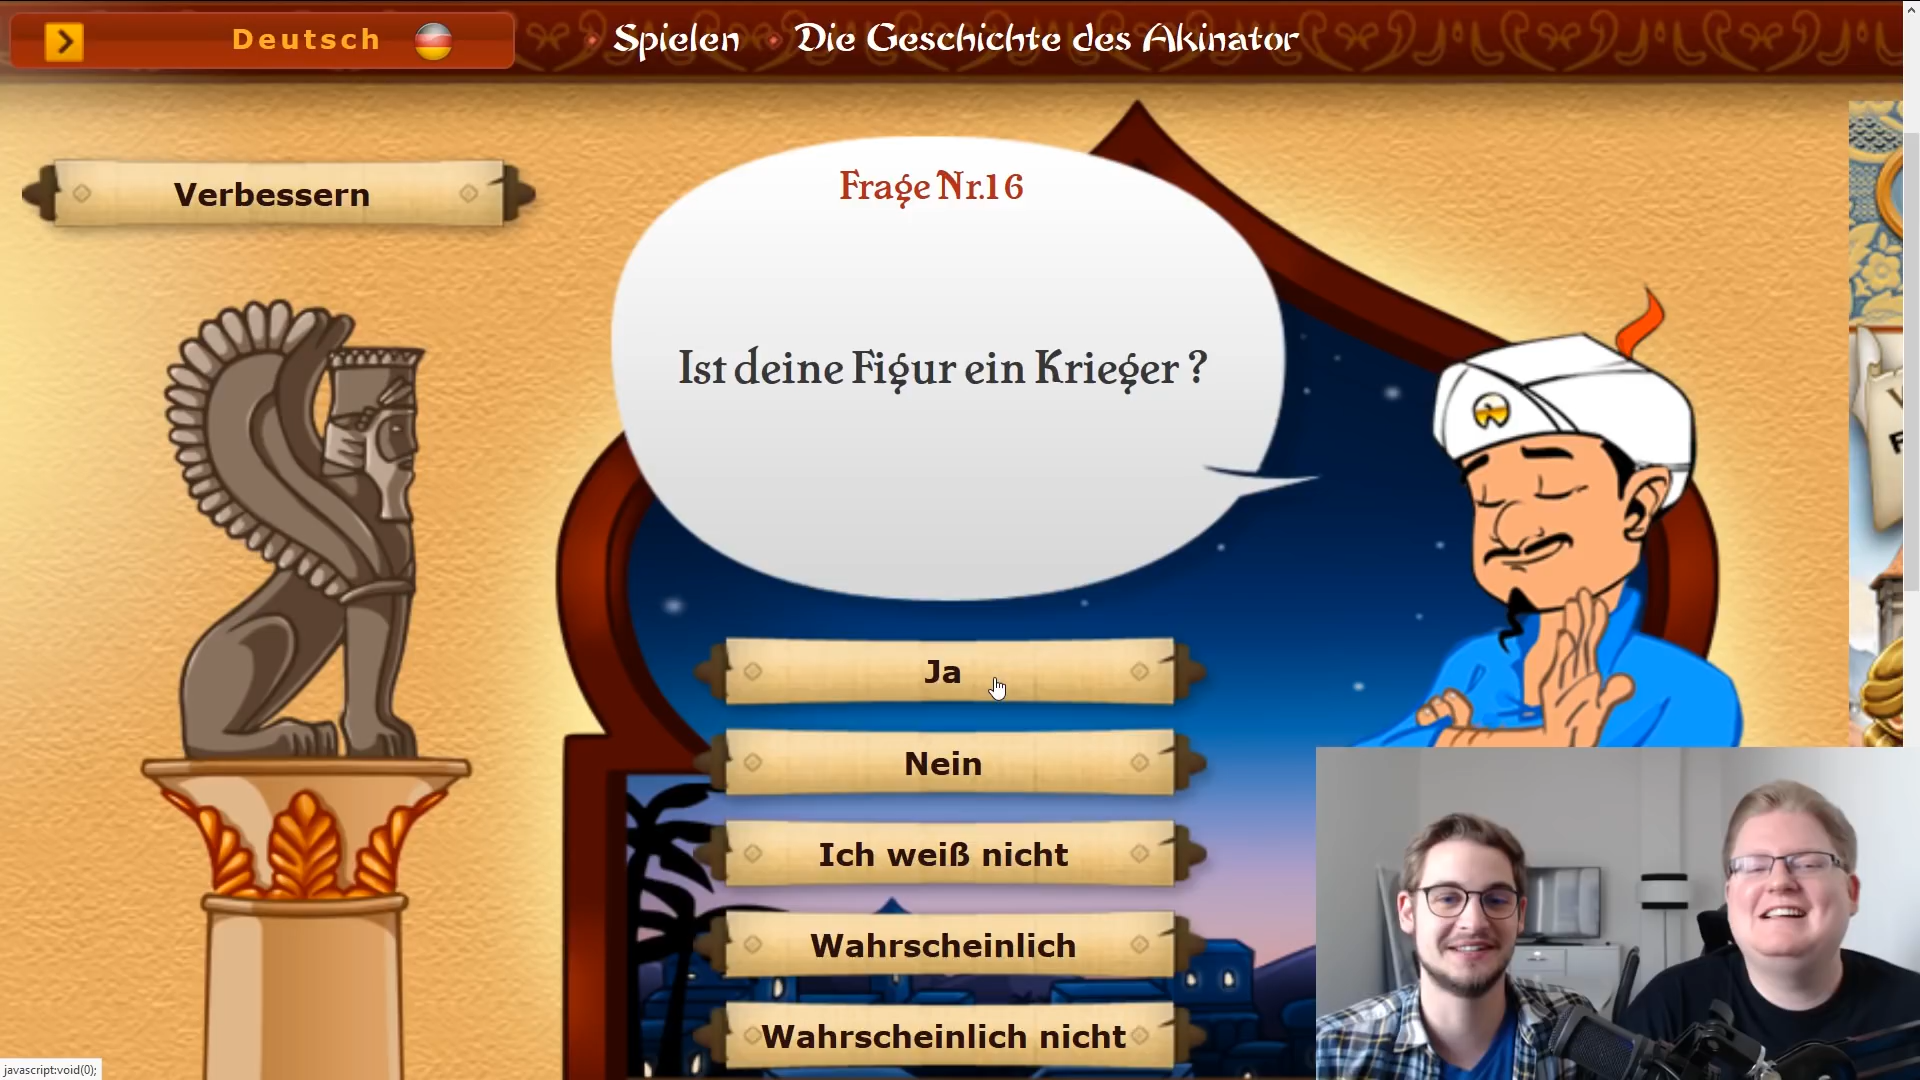 Deutsch
Spielen
Die Geschichte des Akinator
Verbessern
Frage Nr.16
Ist deine Figur ein Krieger ?
Ja
Nein
Ich weiß nicht
Wahrscheinlich
Wahrscheinlich nicht
javascript:void(0);